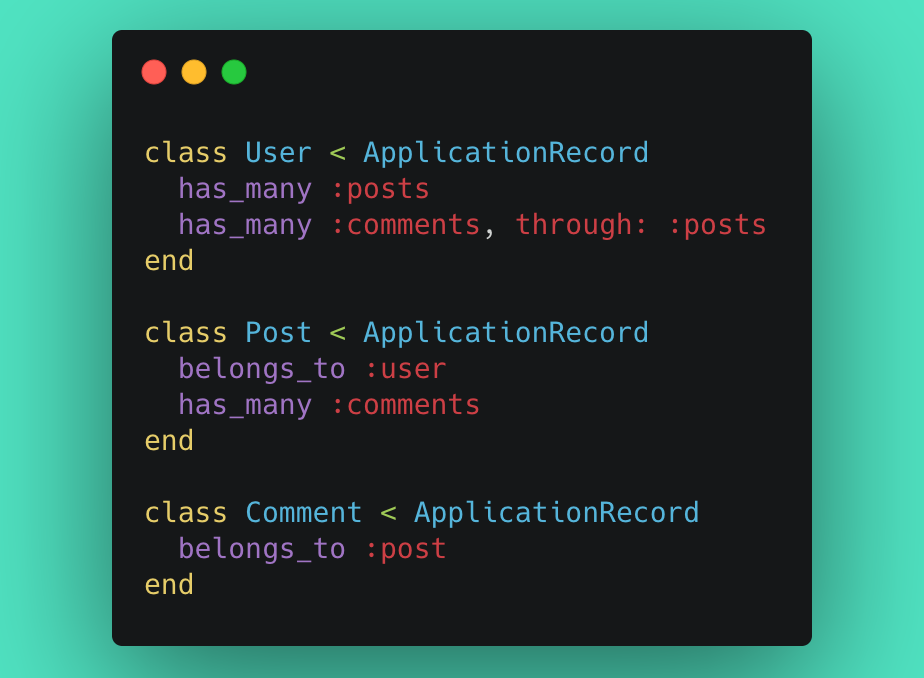 class User < ApplicationRecord
  has_many :posts
  has_many :comments, through: :posts
end

class Post < ApplicationRecord
  belongs_to :user
  has_many :comments
end

class Comment < ApplicationRecord
  belongs_to :post
end